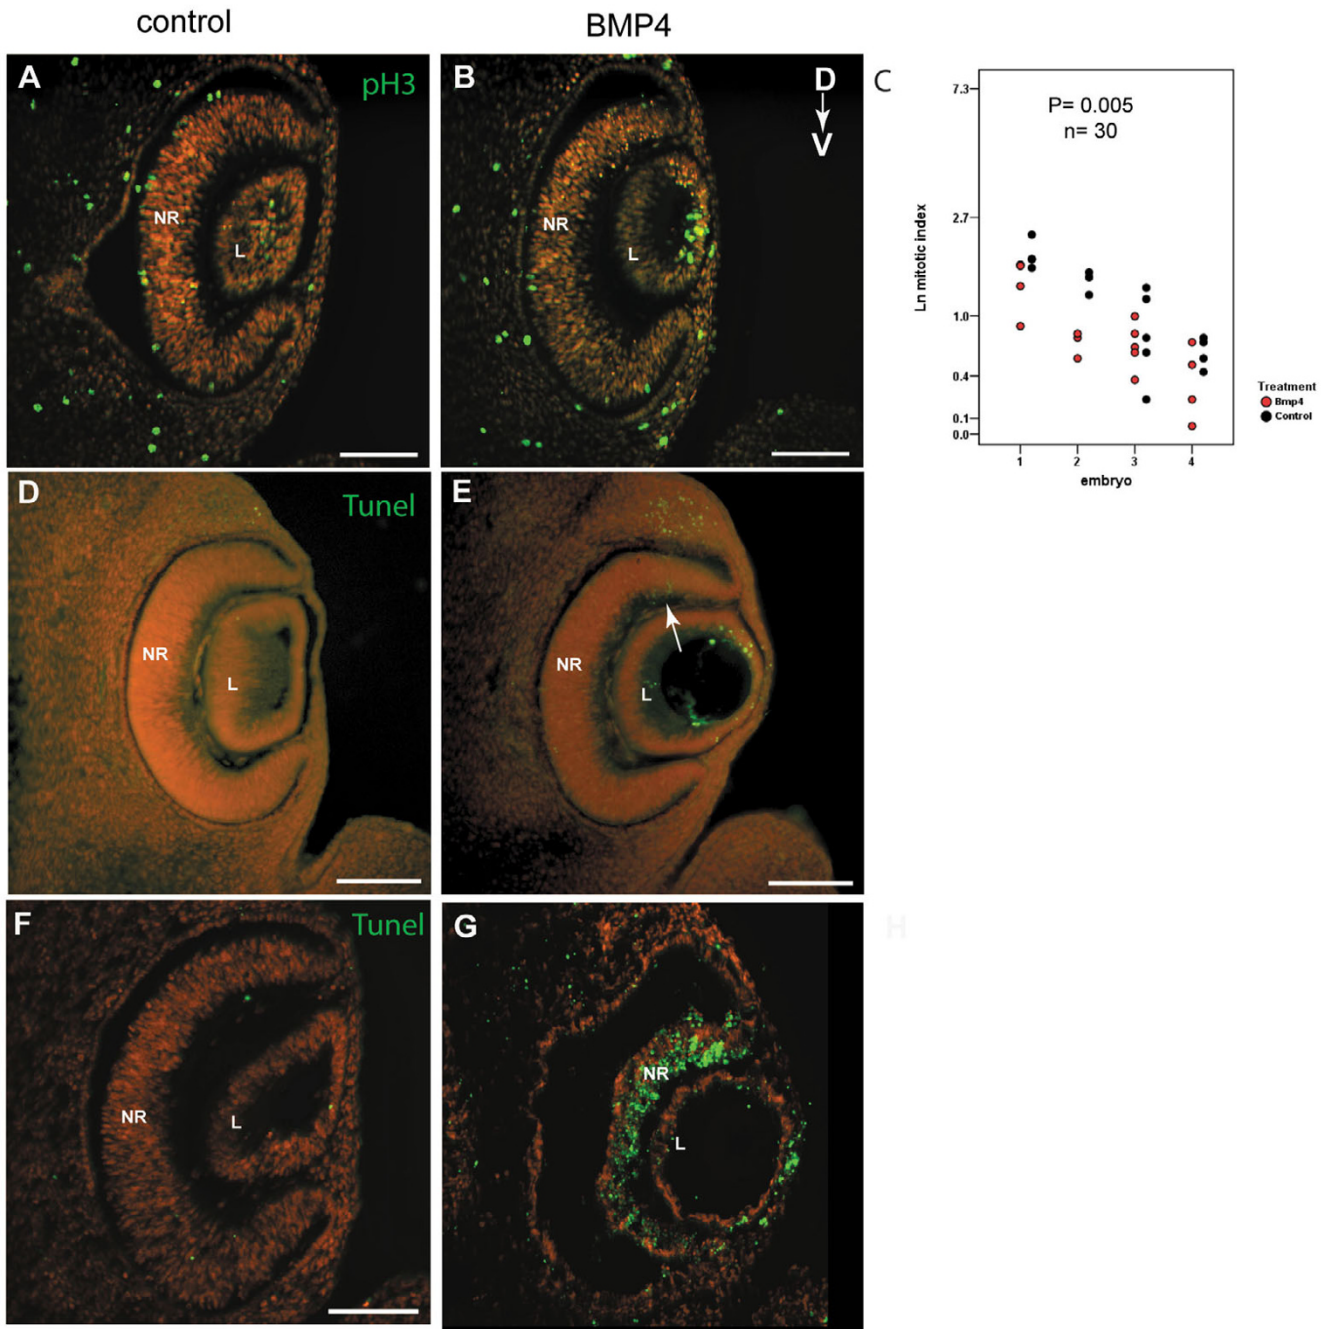 control
BMP4
A
pH3
NR
L
B
D
V
NR
L
C
P= 0.005
n= 30
7.3
2.7
1.0
0.4
0.1
0.0
Ln mitotic index
1 2 3 4
embryo
Treatment
Bmp4
Control
D
Tunel
NR
L
E
NR
L
F
Tunel
NR
L
G
NR
L
H